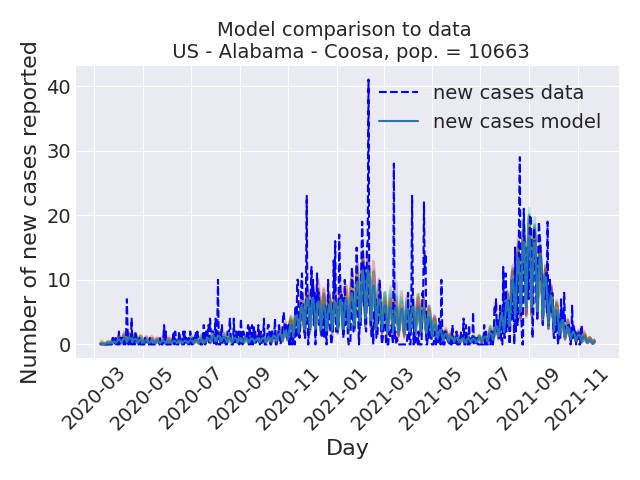 Model comparison to data
US - Alabama - Coosa, pop. = 10663
Number of new cases reported
40
30
20
10
0
new cases data
new cases model
2020-03
2020-05
2020-07
2020-09
2020-11
2021-01
2021-03
2021-05
2021-07
2021-09
2021-11
Day